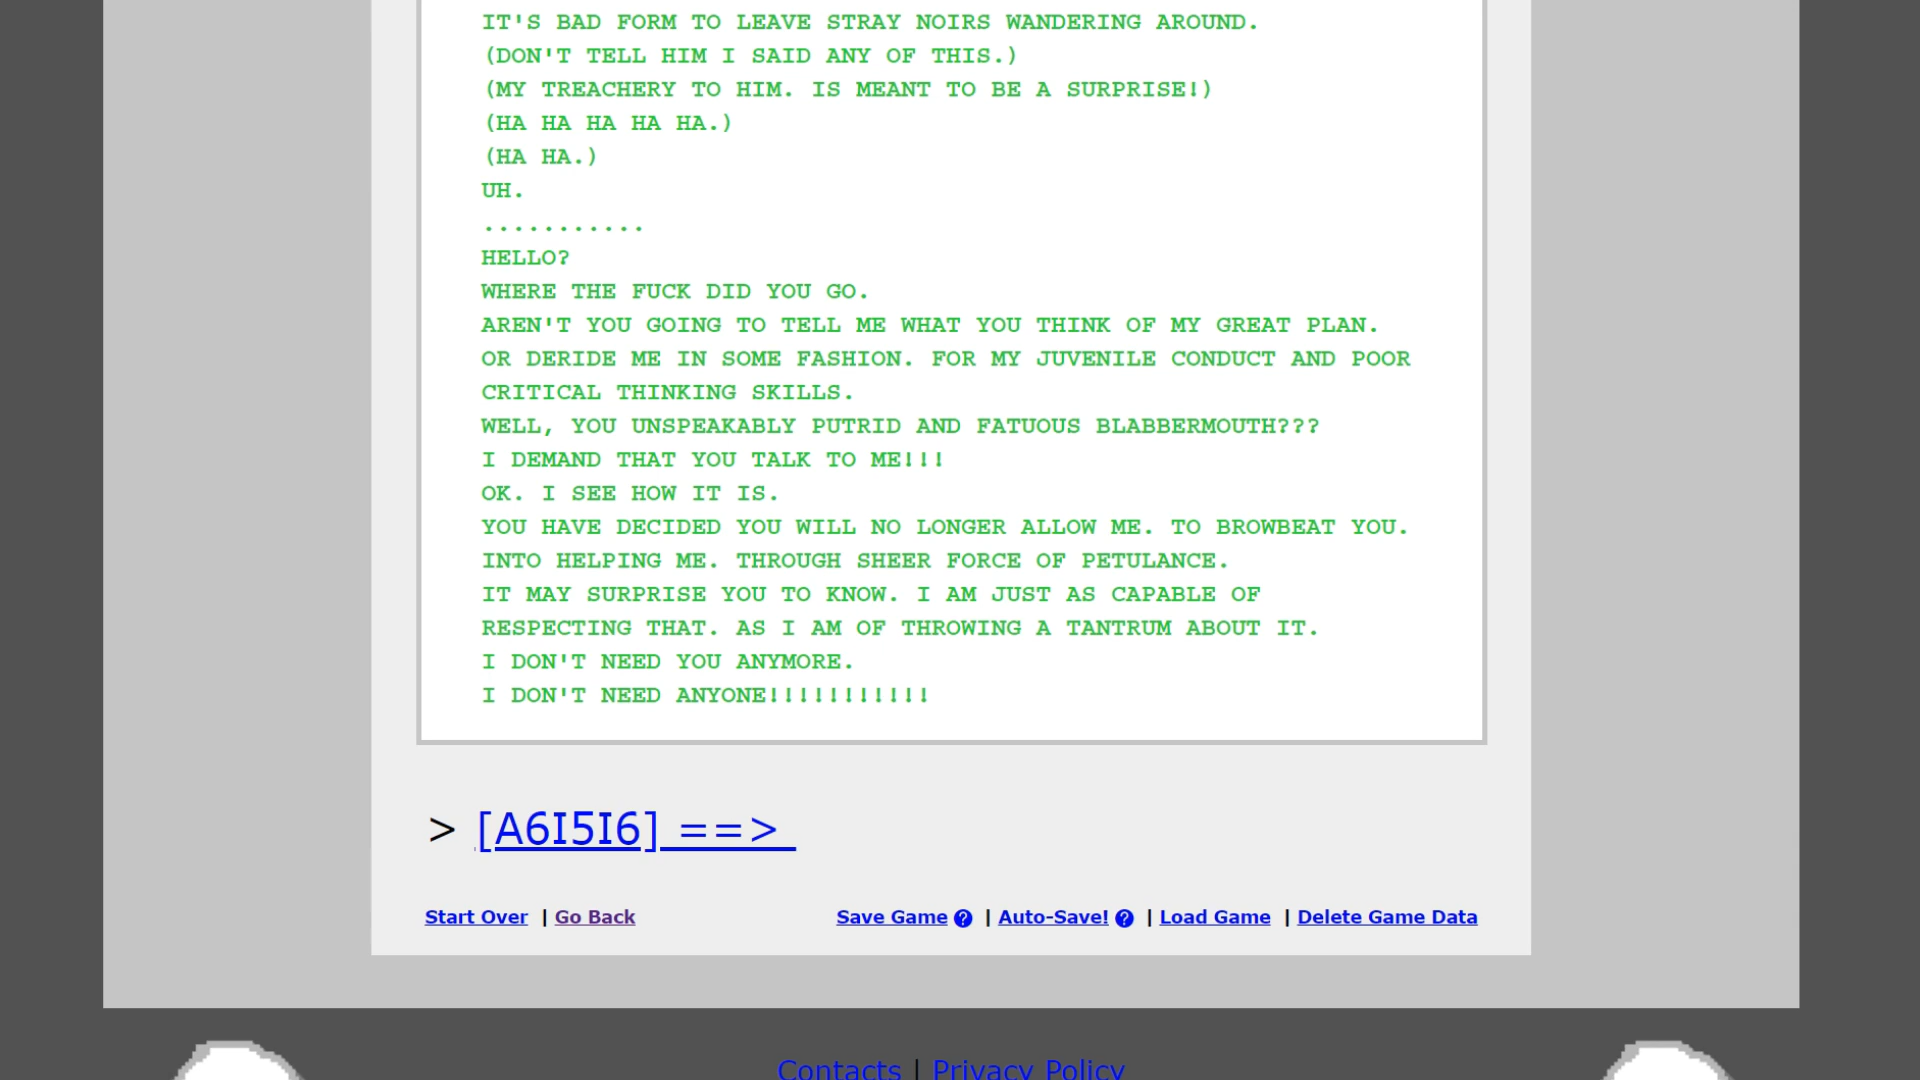 IT'S BAD FORM TO LEAVE STRAY NOIRS WANDERING AROUND.
(DON'T TELL HIM I SAID ANY OF THIS.)
(MY TREACHERY TO HIM. IS MEANT TO BE A SURPRISE!)
(HA HA HA HA HA.)
(HA HA.)
UH.
...........
HELLO?
WHERE THE FUCK DID YOU GO.
AREN'T YOU GOING TO TELL ME WHAT YOU THINK OF MY GREAT PLAN.
OR DERIDE ME IN SOME FASHION. FOR MY JUVENILE CONDUCT AND POOR
CRITICAL THINKING SKILLS.
WELL, YOU UNSPEAKABLY PUTRID AND FATUOUS BLABBERMOUTH???
I DEMAND THAT YOU TALK TO ME!!!
OK. I SEE HOW IT IS.
YOU HAVE DECIDED YOU WILL NO LONGER ALLOW ME. TO BROWBEAT YOU.
INTO HELPING ME. THROUGH SHEER FORCE OF PETULANCE.
IT MAY SURPRISE YOU TO KNOW. I AM JUST AS CAPABLE OF
RESPECTING THAT. AS I AM OF THROWING A TANTRUM ABOUT IT.
I DON'T NEED YOU ANYMORE.
I DON'T NEED ANYONE!!!!!!!!!!!
> [A6I5I6] ==>
Start Over | Go Back Save Game ? | Auto-Save! ? | Load Game | Delete Game Data
Contacts | Privacy Policy